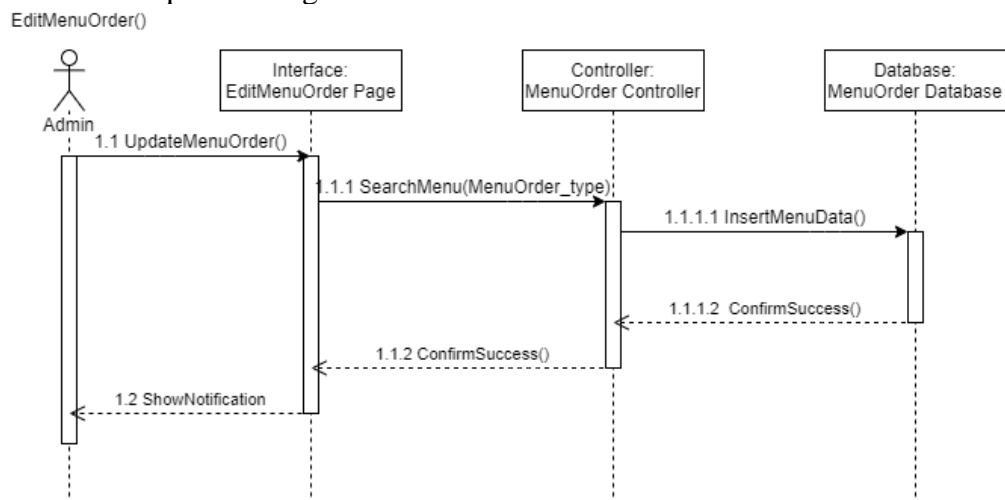 EditMenuOrder()
Interface:
EditMenuOrder Page
Controller:
MenuOrder Controller
Database:
MenuOrder Database
Admin
1.1 UpdateMenuOrder()
1.1.1 SearchMenu(MenuOrder_type)
1.1.1.1 InsertMenuData()
1.1.1.2 ConfirmSuccess()
1.1.2 ConfirmSuccess()
1.2 ShowNotification